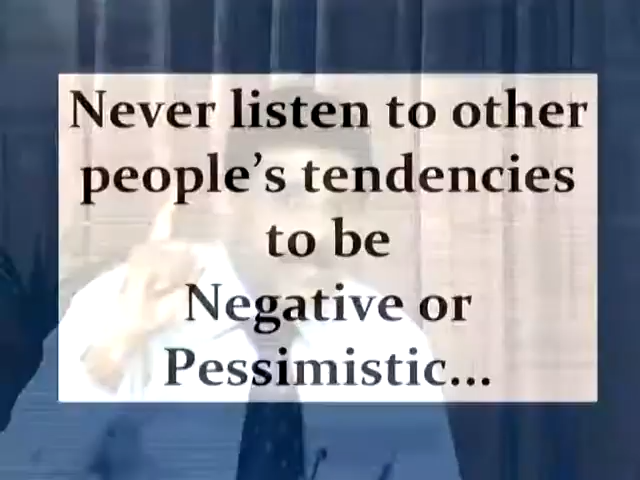 Never listen to other
people’s tendencies
to be
Negative or
Pessimistic...